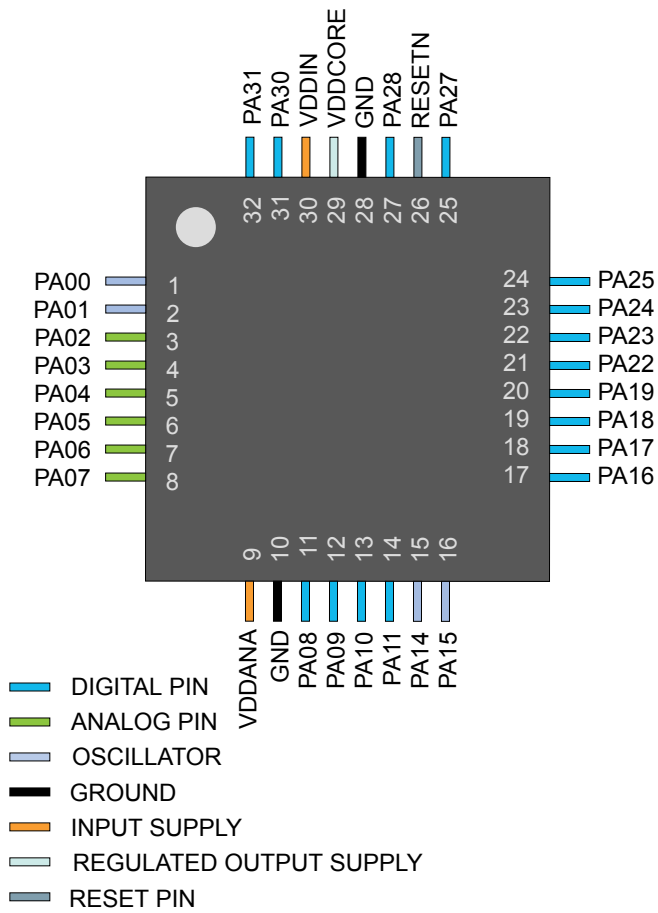 PA31
PA30
VDDIN
VDDCORE
GND
PA28
RESETN
PA27
32
31
30
29
28
27
26
25
PA00 1
PA01 2
PA02 3
PA03 4
PA04 5
PA05 6
PA06 7
PA07 8
24 PA25
23 PA24
22 PA23
21 PA22
20 PA19
19 PA18
18 PA17
17 PA16
9
10
11
12
13
14
15
16
VDDANA
GND
PA08
PA09
PA10
PA11
PA14
PA15
DIGITAL PIN
ANALOG PIN
OSCILLATOR
GROUND
INPUT SUPPLY
REGULATED OUTPUT SUPPLY
RESET PIN